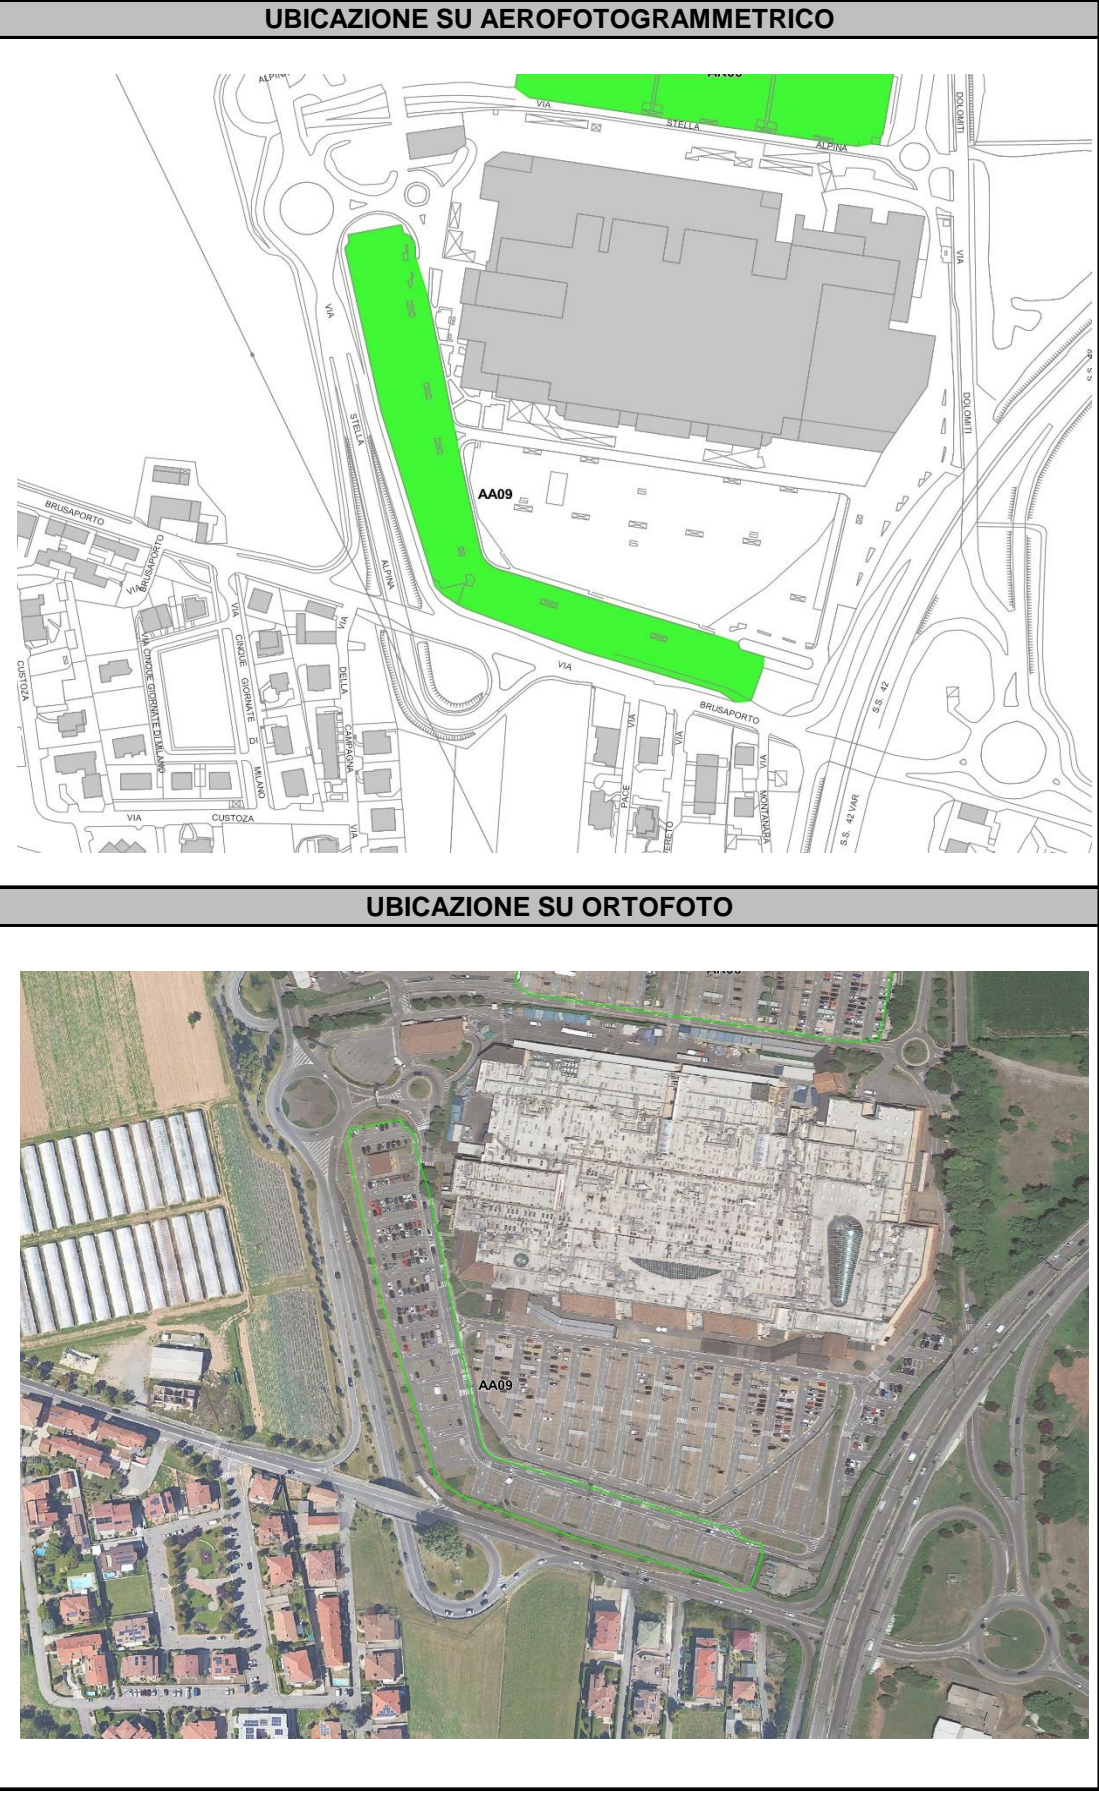 UBICAZIONE SU AEROFOTOGRAMMETRICO
VIA
STELLA
ALPINA
DOLOMITI
VIA
DOLOMITI
VIA
STELLA
ALPINA
AA09
BRUSAPORTO
VIA
BRUSAPORTO
VIA
CINQUE GIORNATE DI MILANO
VIA CINQUE GIORNATE DI MILANO
CUSTOZA
VIA
DELLA
CAMPAGNA
VIA
VIA CUSTOZA
VIA
BRUSAPORTO
VIA
PACE
VIA
VIA
MONTANARA
S.S. 42
S.S. 42 VAR
S.S. 42
UBICAZIONE SU ORTOFOTO
AA09